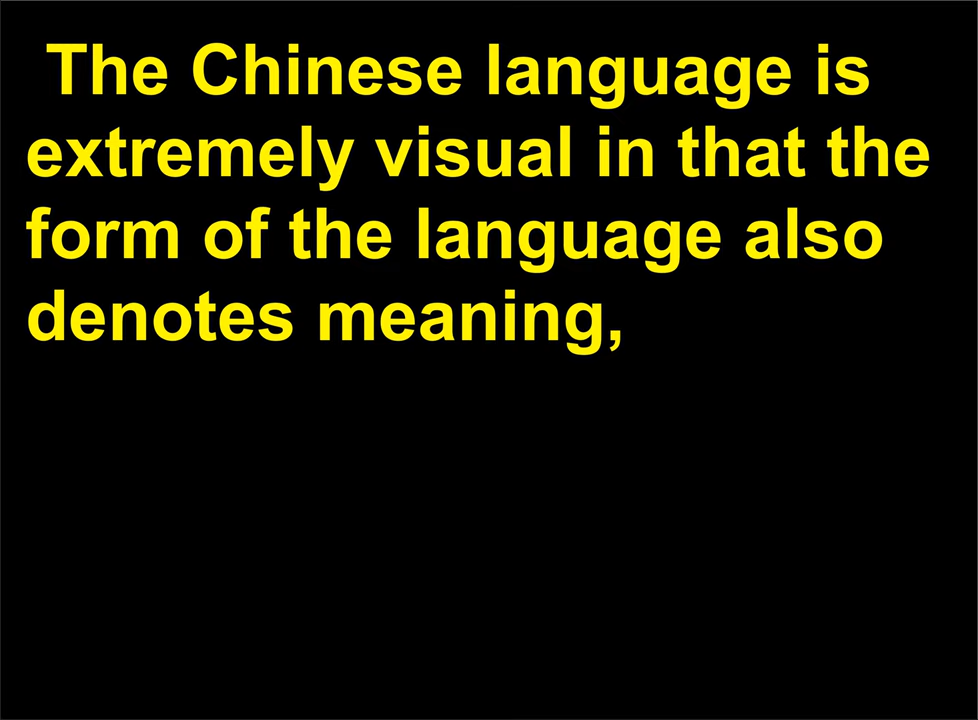 The Chinese language is
extremely visual in that the
form of the language also
denotes meaning,